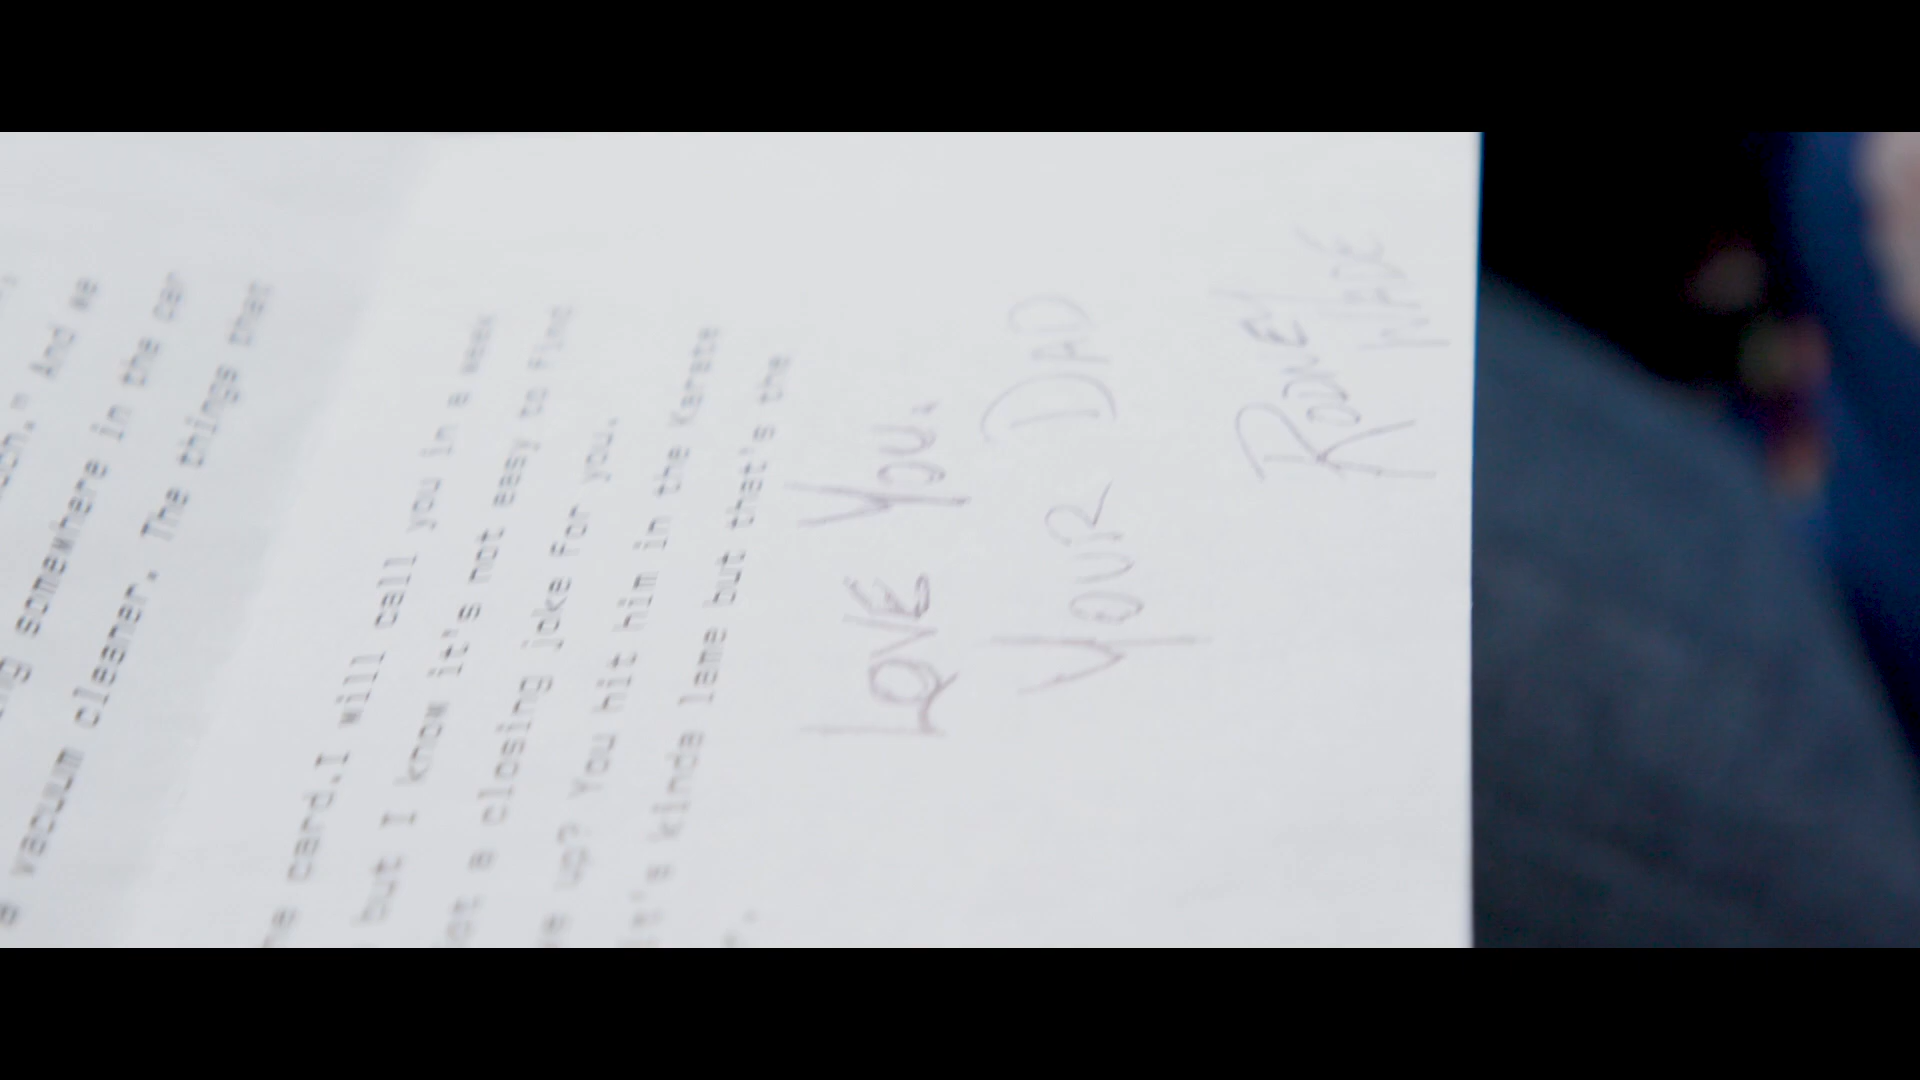 uch." And we
ng somewhere in the car
vacuum cleaner. The things that
card.I will call you in a week
but I know it's not easy to find
a closing joke for you.
up? You hit him in the Karate
it's kinda lame but that's the
LOVE YOU.
YOUR DAD